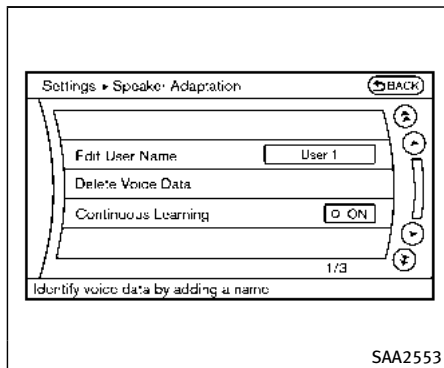 Settings ▸ Speaker Adaptation
BACK
Edit User Name
User 1
Delete Voice Data
Continuous Learning
ON
1/3
Identify voice data by adding a name
SAA2553